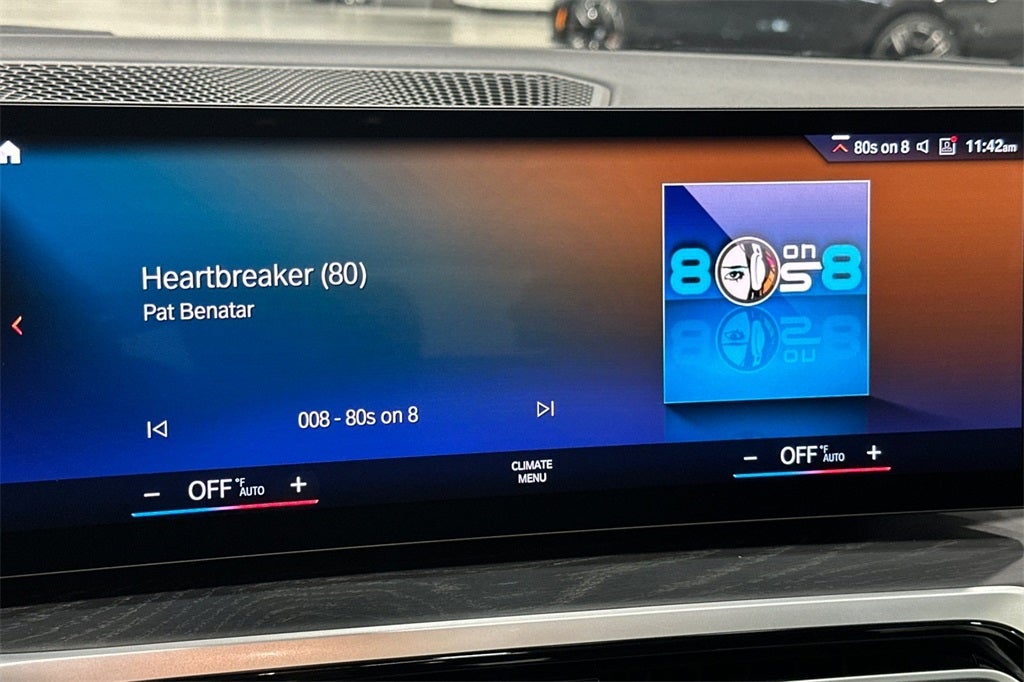 80s on 8 11:42am
Heartbreaker (80)
Pat Benatar
80s on 8
008 - 80s on 8
CLIMATE
MENU
– OFF °F AUTO +
– OFF °F AUTO +